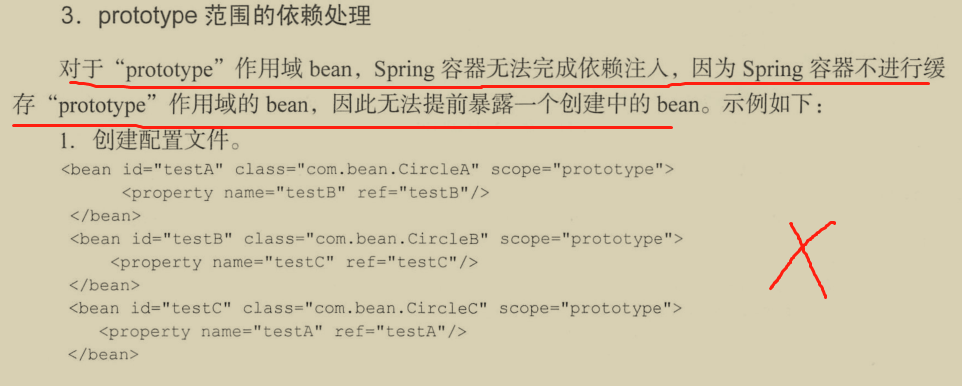 3．prototype 范围的依赖处理
对于“prototype”作用域 bean，Spring 容器无法完成依赖注入，因为 Spring 容器不进行缓
存“prototype”作用域的 bean，因此无法提前暴露一个创建中的 bean。示例如下：
1．创建配置文件。
<bean id="testA" class="com.bean.CircleA" scope="prototype">
<property name="testB" ref="testB"/>
</bean>
<bean id="testB" class="com.bean.CircleB" scope="prototype">
<property name="testC" ref="testC"/>
</bean>
<bean id="testC" class="com.bean.CircleC" scope="prototype">
<property name="testA" ref="testA"/>
</bean>